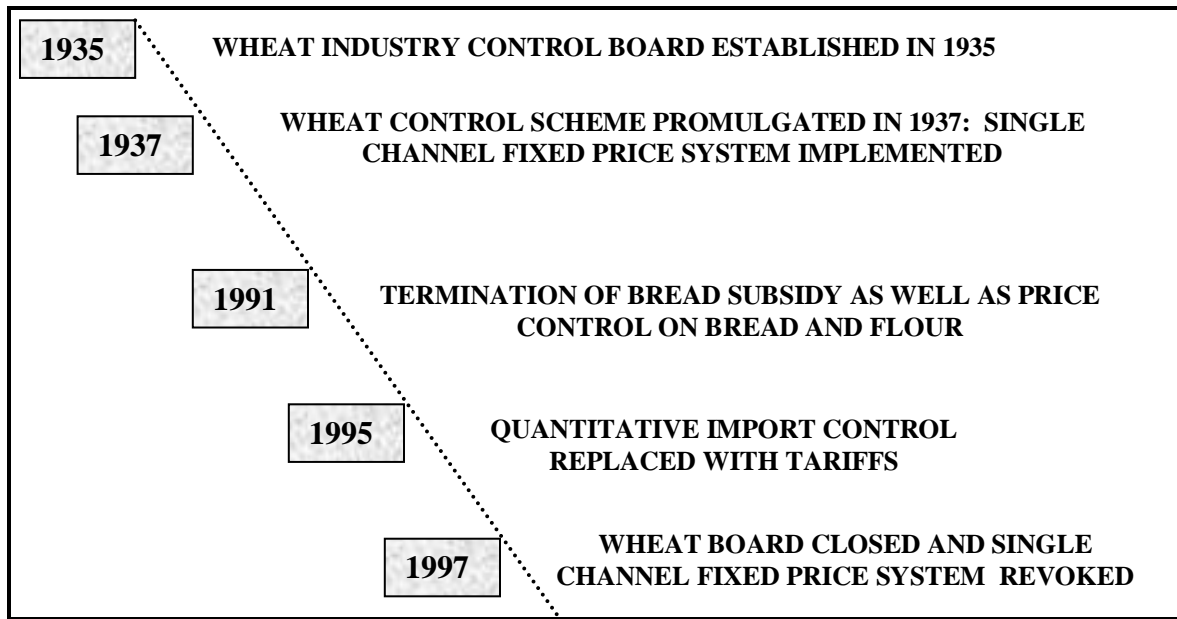 1935
WHEAT INDUSTRY CONTROL BOARD ESTABLISHED IN 1935
1937
WHEAT CONTROL SCHEME PROMULGATED IN 1937: SINGLE
CHANNEL FIXED PRICE SYSTEM IMPLEMENTED
1991
TERMINATION OF BREAD SUBSIDY AS WELL AS PRICE
CONTROL ON BREAD AND FLOUR
1995
QUANTITATIVE IMPORT CONTROL
REPLACED WITH TARIFFS
1997
WHEAT BOARD CLOSED AND SINGLE
CHANNEL FIXED PRICE SYSTEM REVOKED